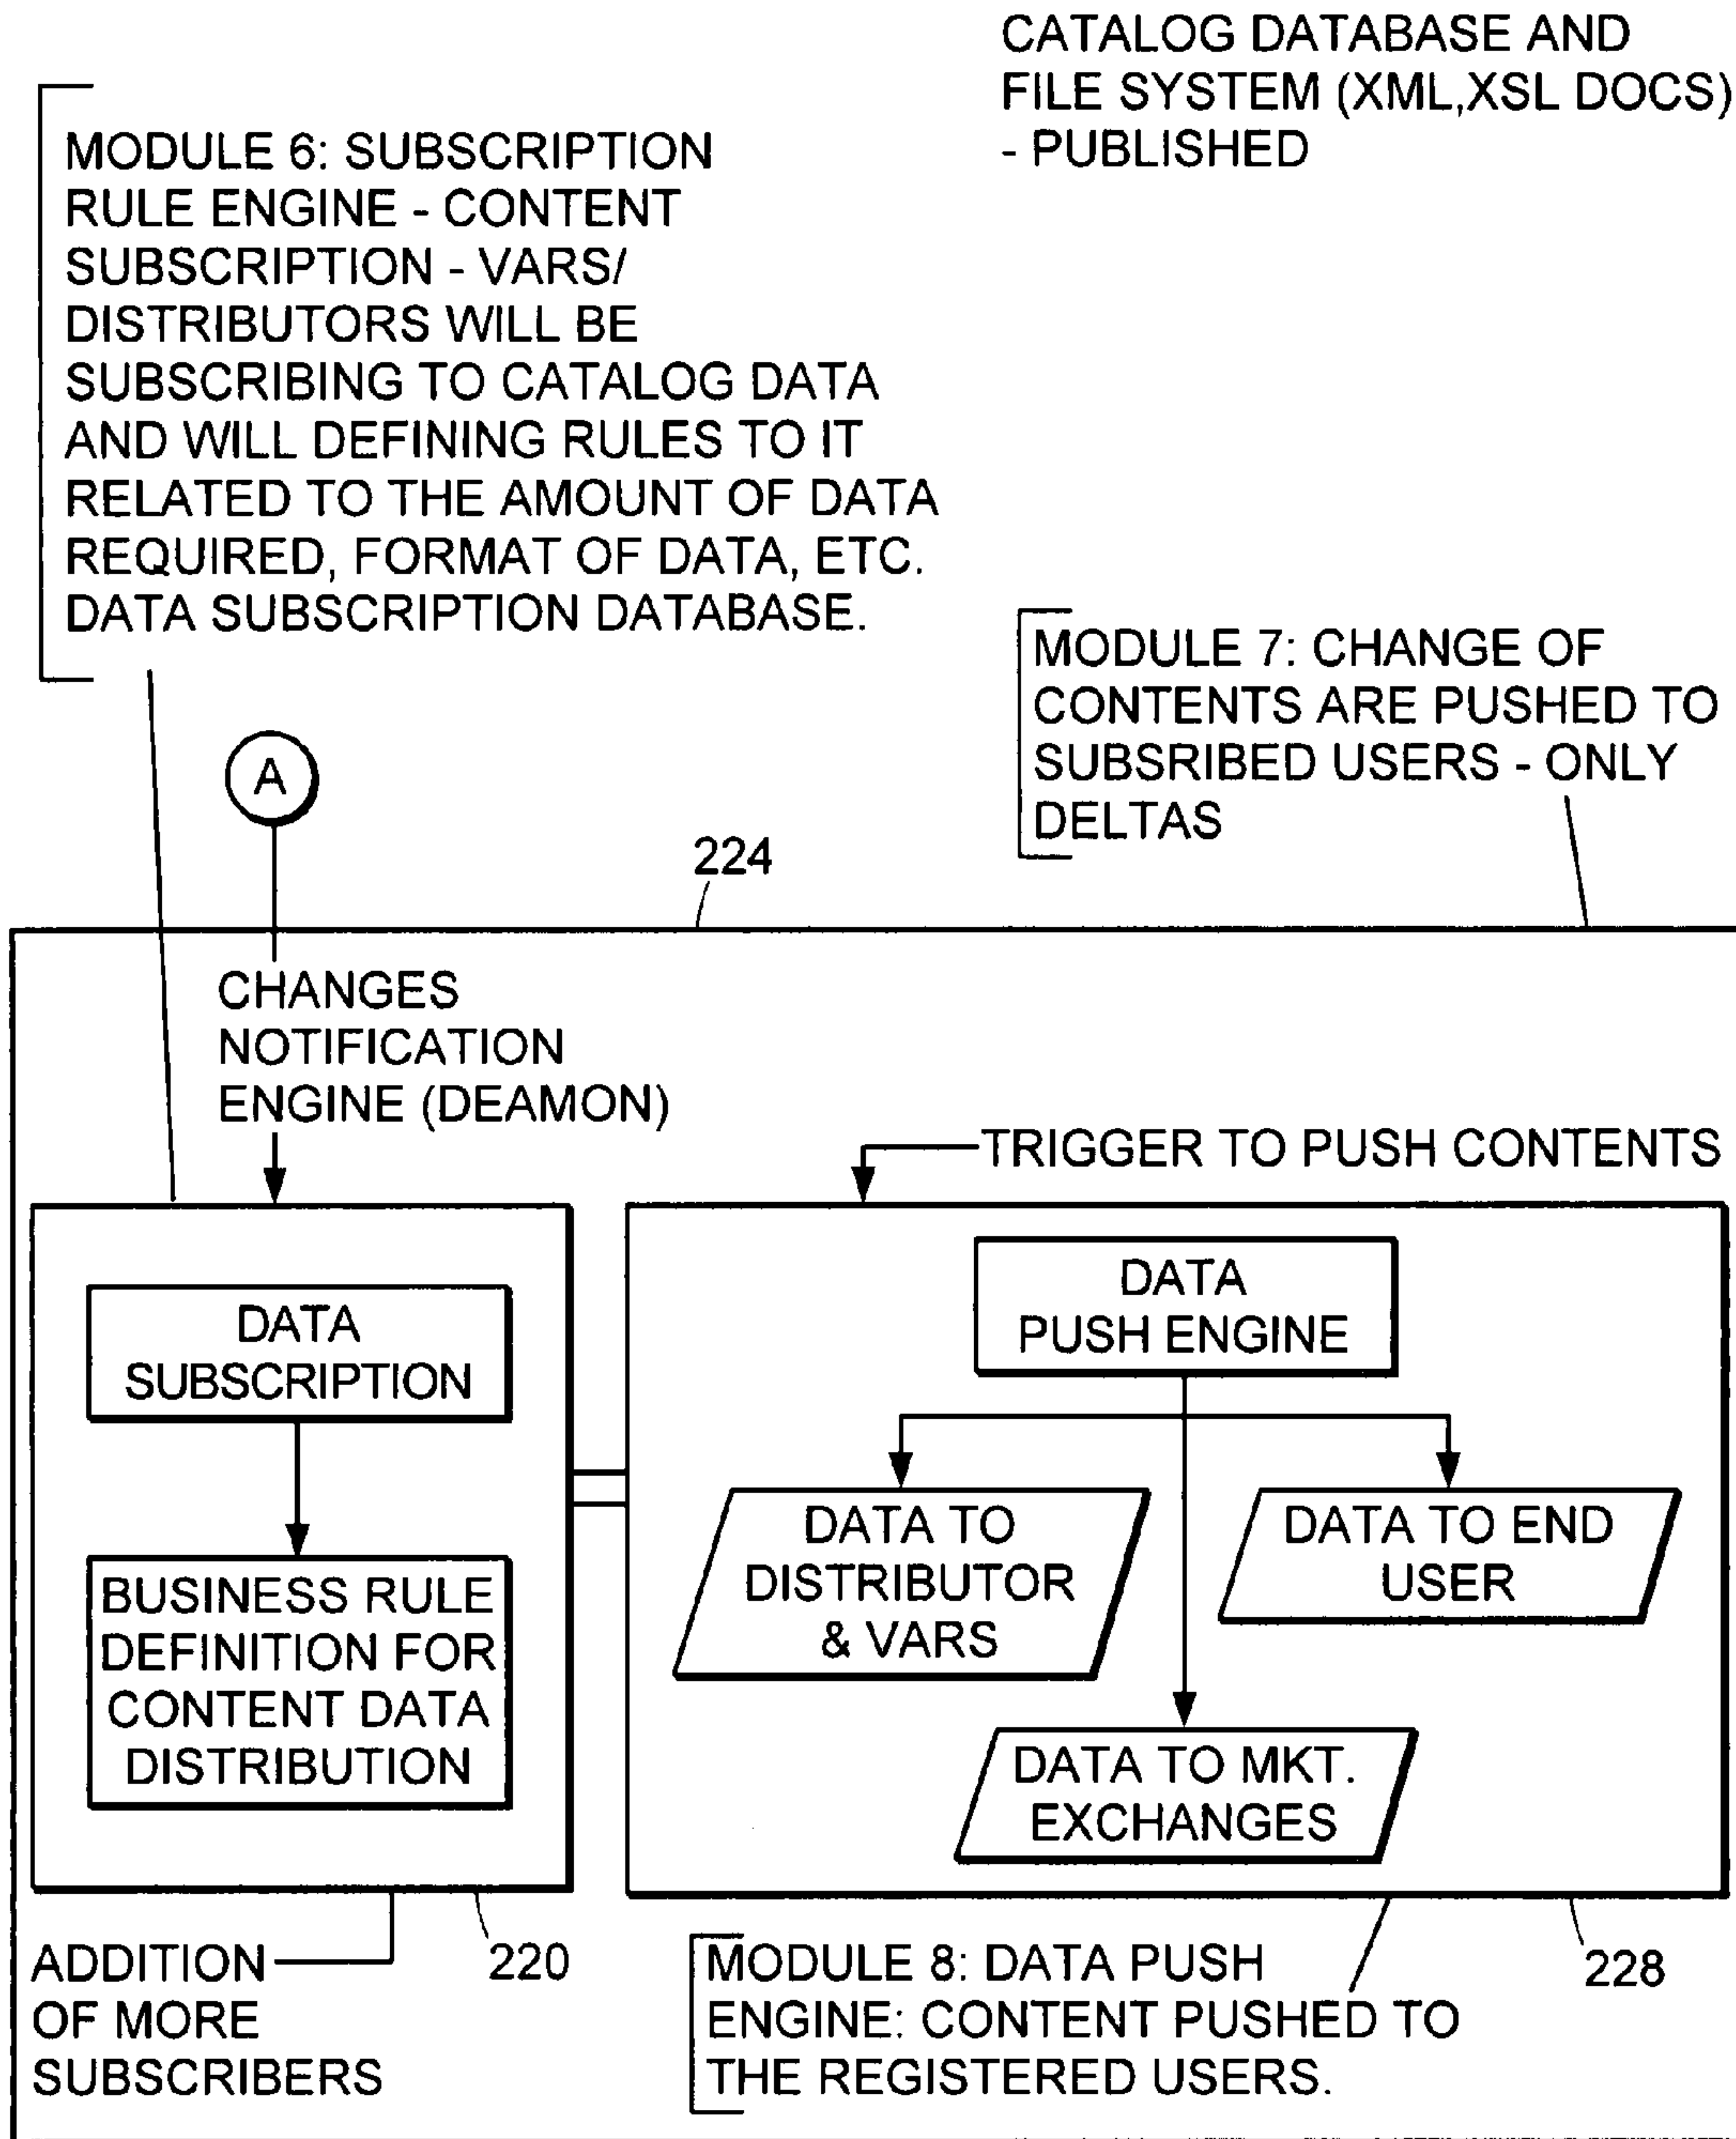 CATALOG DATABASE AND
FILE SYSTEM (XML,XSL DOCS)
- PUBLISHED
MODULE 6: SUBSCRIPTION
RULE ENGINE - CONTENT
SUBSCRIPTION - VARS/
DISTRIBUTORS WILL BE
SUBSCRIBING TO CATALOG DATA
AND WILL DEFINING RULES TO IT
RELATED TO THE AMOUNT OF DATA
REQUIRED, FORMAT OF DATA, ETC.
DATA SUBSCRIPTION DATABASE.
MODULE 7: CHANGE OF
CONTENTS ARE PUSHED TO
SUBSRIBED USERS - ONLY
DELTAS
A
224
CHANGES
NOTIFICATION
ENGINE (DEAMON)
TRIGGER TO PUSH CONTENTS
DATA
SUBSCRIPTION
BUSINESS RULE
DEFINITION FOR
CONTENT DATA
DISTRIBUTION
DATA
PUSH ENGINE
DATA TO
DISTRIBUTOR
& VARS
DATA TO END
USER
DATA TO MKT.
EXCHANGES
ADDITION
OF MORE
SUBSCRIBERS
220
MODULE 8: DATA PUSH
ENGINE: CONTENT PUSHED TO
THE REGISTERED USERS.
228